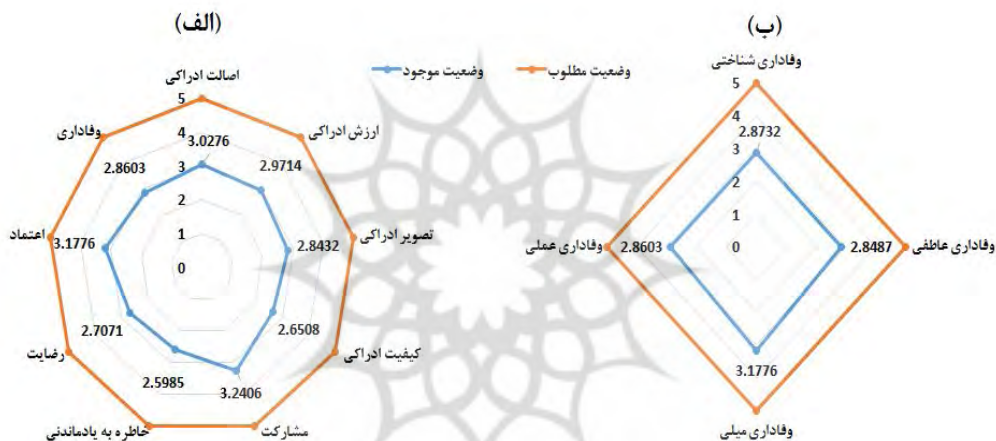 (الف)
(ب)
وضعیت موجود
وضعیت مطلوب
اصالت ادراکی
5
4
3.0276
3
2
1
0
ارزش ادراکی
2.9714
تصویر ادراکی
2.8432
کیفیت ادراکی
2.6508
مشارکت
3.2406
خاطره به یادماندنی
2.5985
رضایت
2.7071
اعتماد
3.1776
وفاداری
2.8603
وفاداری شناختی
5
4
2.8732
3
2
1
0
وفاداری عاطفی
2.8487
وفاداری میلی
3.1776
وفاداری عملی
2.8603